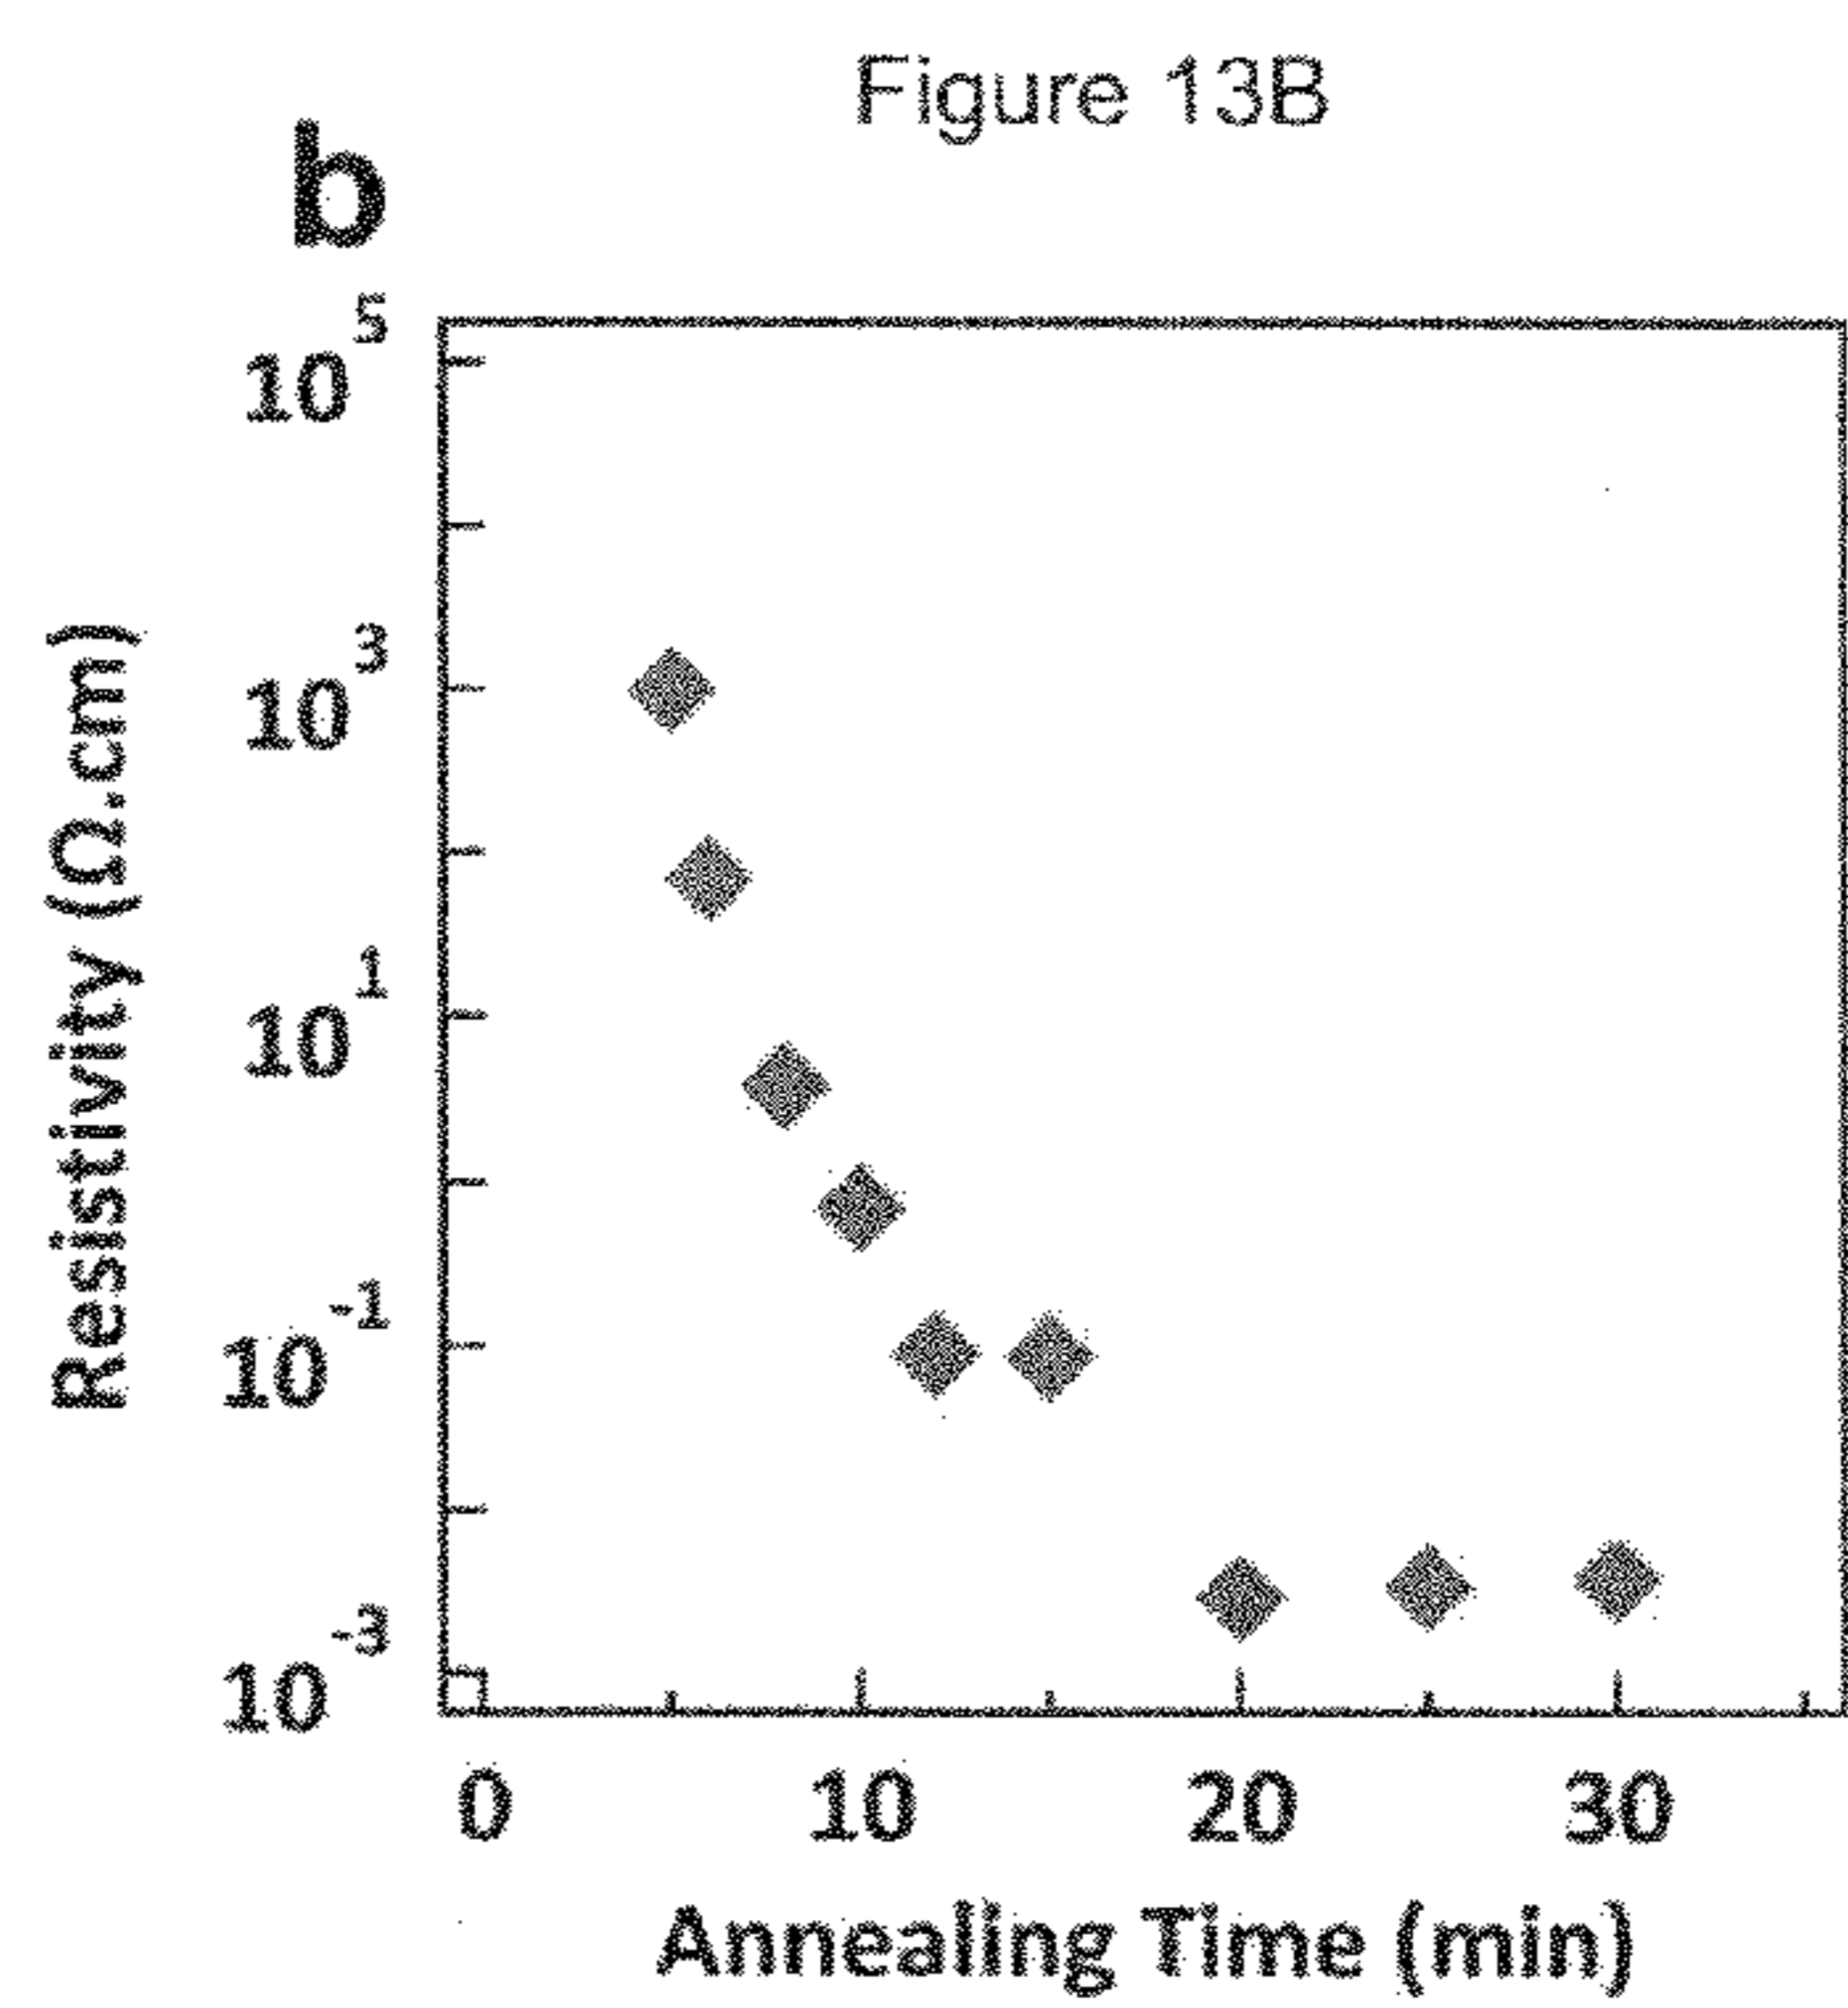 Figure 13B
b
10^5
10^3
10^1
10^-1
10^-3
Resistivity (Ω.cm)
0 10 20 30
Annealing Time (min)